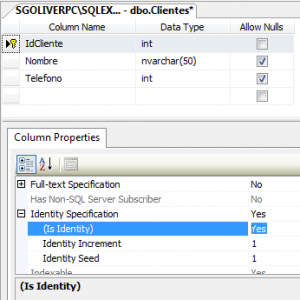 SGOLIVERPC\SQLEX... - dbo.Clientes*
Column Name Data Type Allow Nulls
IdCliente int
Nombre nvarchar(50)
Telefono int
Column Properties
Full-text Specification No
Has Non-SQL Server Subscriber No
Identity Specification Yes
(Is Identity) Yes
Identity Increment 1
Identity Seed 1
Indexable Yes
(Is Identity)